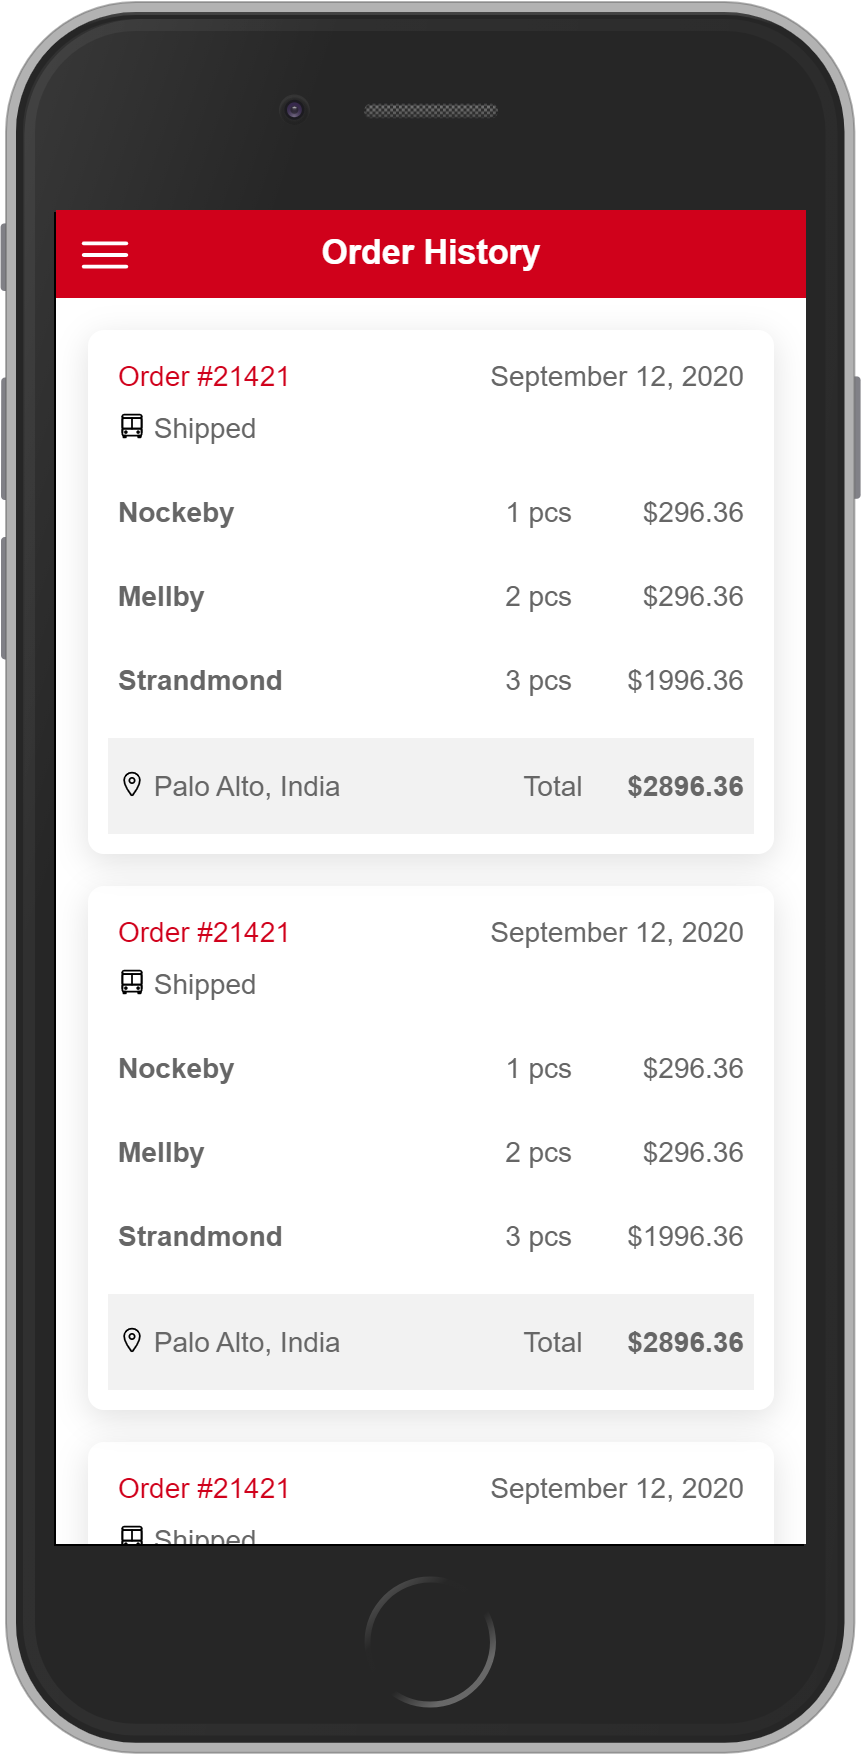 Order History
Order #21421 September 12, 2020
Shipped
Nockeby 1 pcs $296.36
Mellby 2 pcs $296.36
Strandmond 3 pcs $1996.36
Palo Alto, India Total $2896.36
Order #21421 September 12, 2020
Shipped
Nockeby 1 pcs $296.36
Mellby 2 pcs $296.36
Strandmond 3 pcs $1996.36
Palo Alto, India Total $2896.36
Order #21421 September 12, 2020
Shipped